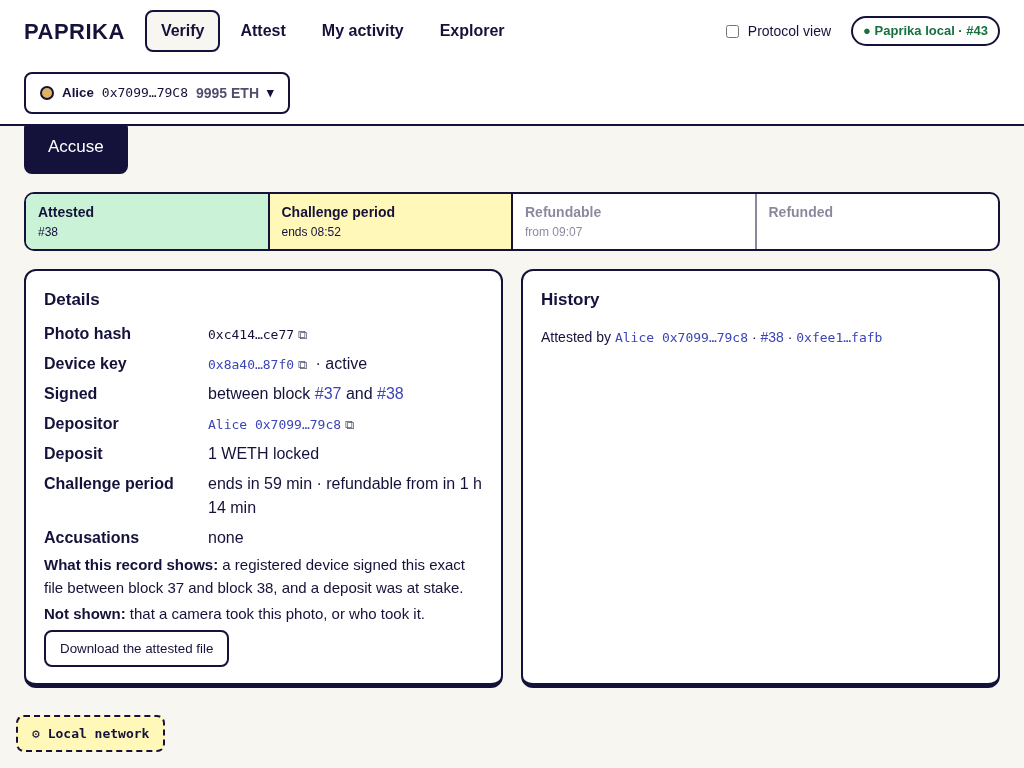 PAPRIKA Verify Attest My activity Explorer Protocol view ● Paprika local · #43
Alice 0x7099…79C8 9995 ETH ▾
Accuse
Attested Challenge period Refundable Refunded
#38 ends 08:52 from 09:07
Details
Photo hash 0xc414…ce77
Device key 0x8a40…87f0 · active
Signed between block #37 and #38
Depositor Alice 0x7099…79c8
Deposit 1 WETH locked
Challenge period ends in 59 min · refundable from in 1 h
14 min
Accusations none
What this record shows: a registered device signed this exact
file between block 37 and block 38, and a deposit was at stake.
Not shown: that a camera took this photo, or who took it.
Download the attested file
History
Attested by Alice 0x7099…79c8 · #38 · 0xfee1…fafb
⚙ Local network